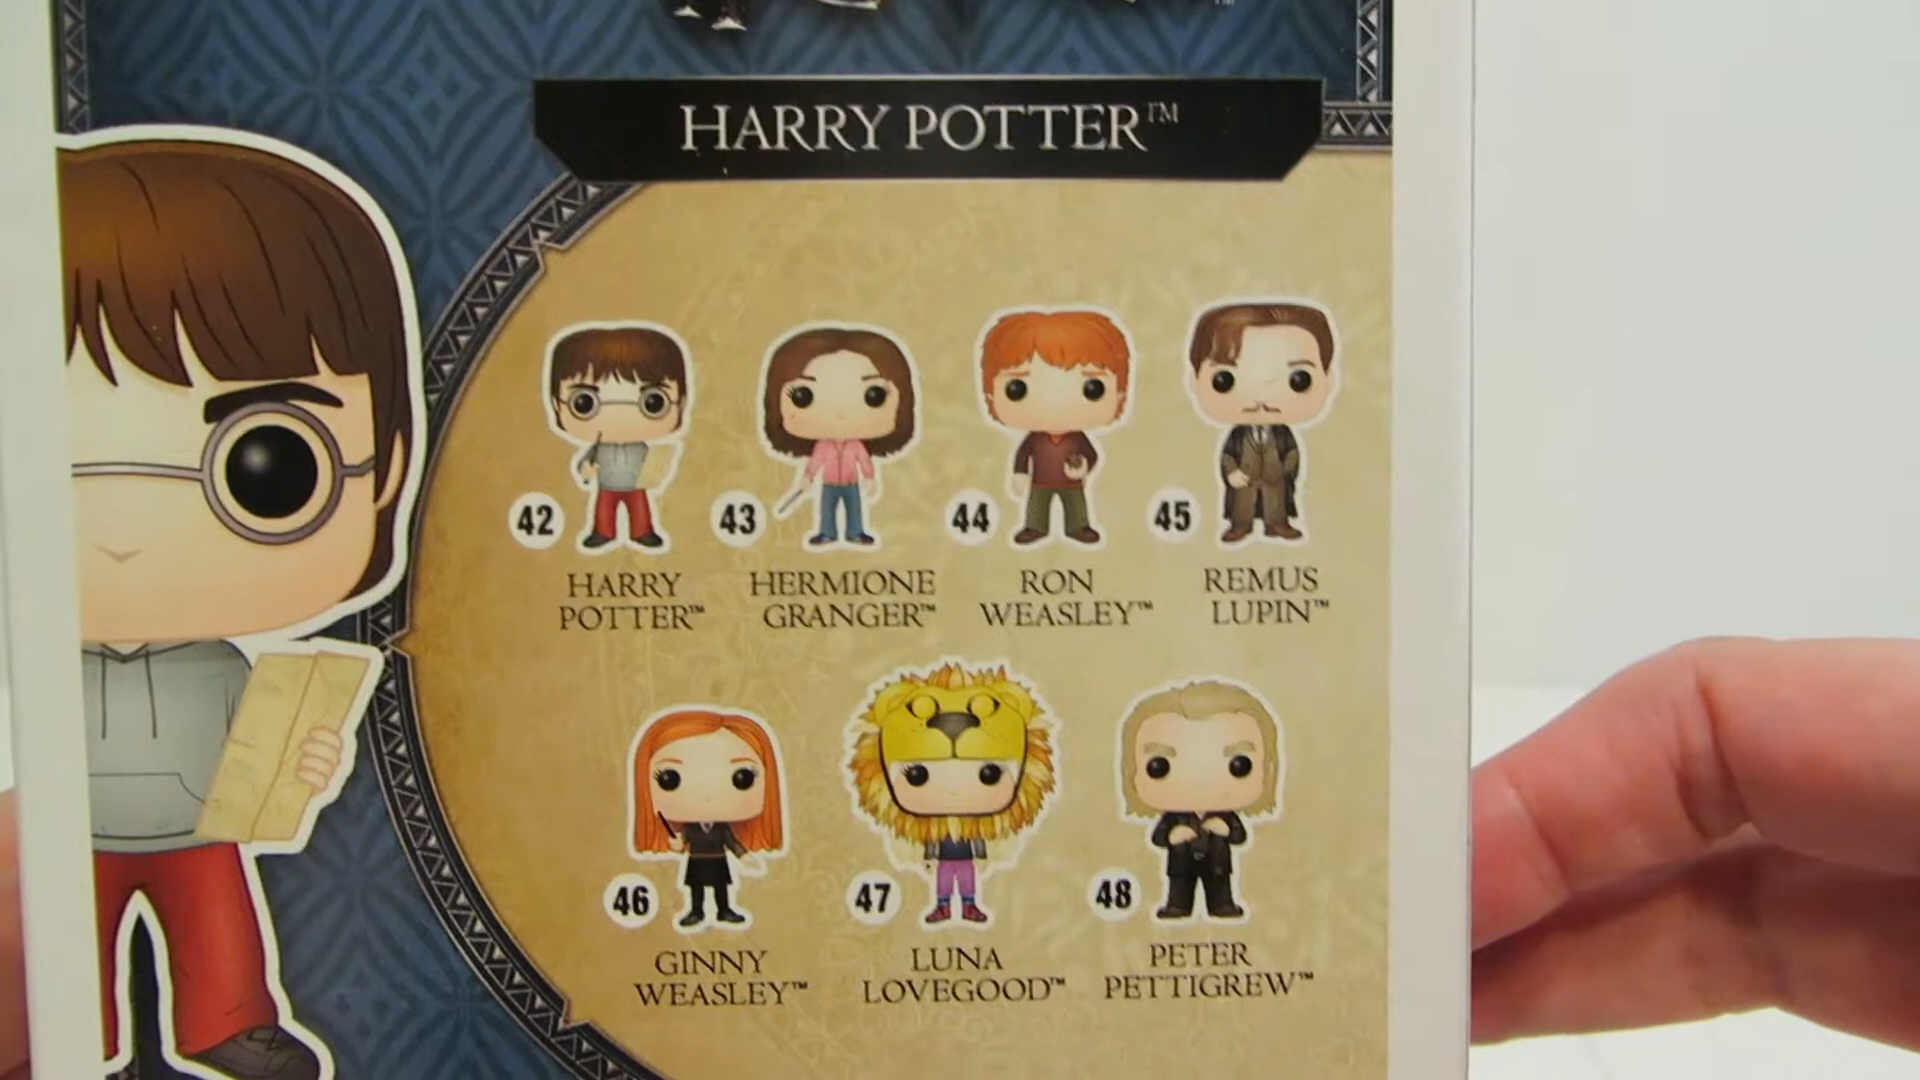 HARRY POTTER™
42
43
44
45
HARRY
POTTER™
HERMIONE
GRANGER™
RON
WEASLEY™
REMUS
LUPIN™
46
47
48
GINNY
WEASLEY™
LUNA
LOVEGOOD™
PETER
PETTIGREW™